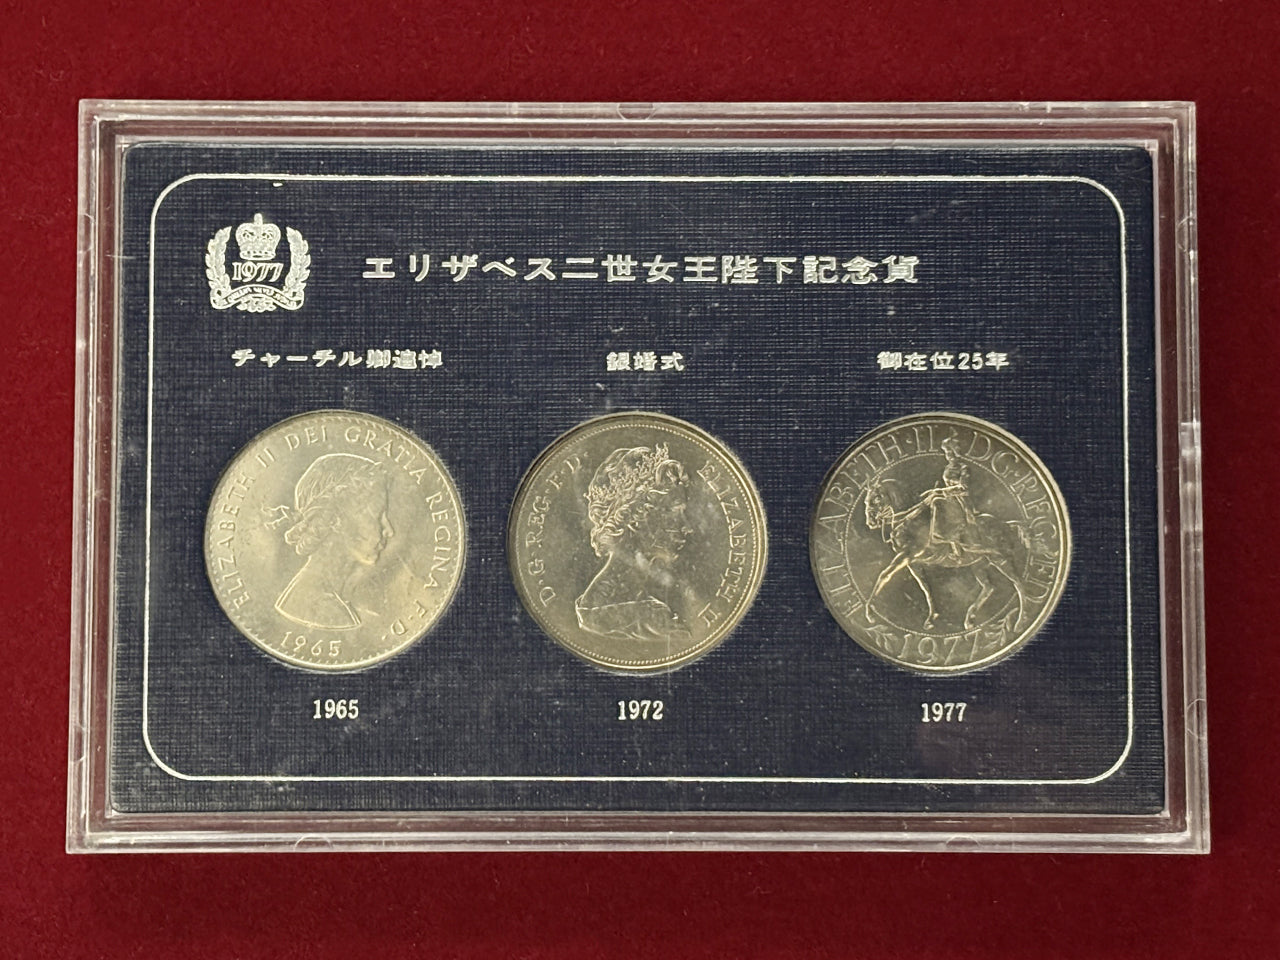 1977
エリザベス二世女王陛下記念貨
チャーチル卿追悼
銀婚式
御在位25年
ELIZABETH II DEI GRATIA REGINA F·D·
1965
D·G·REG·F·D· ELIZABETH II
ELIZABETH·II D·G·REG·FD
1977
1965
1972
1977